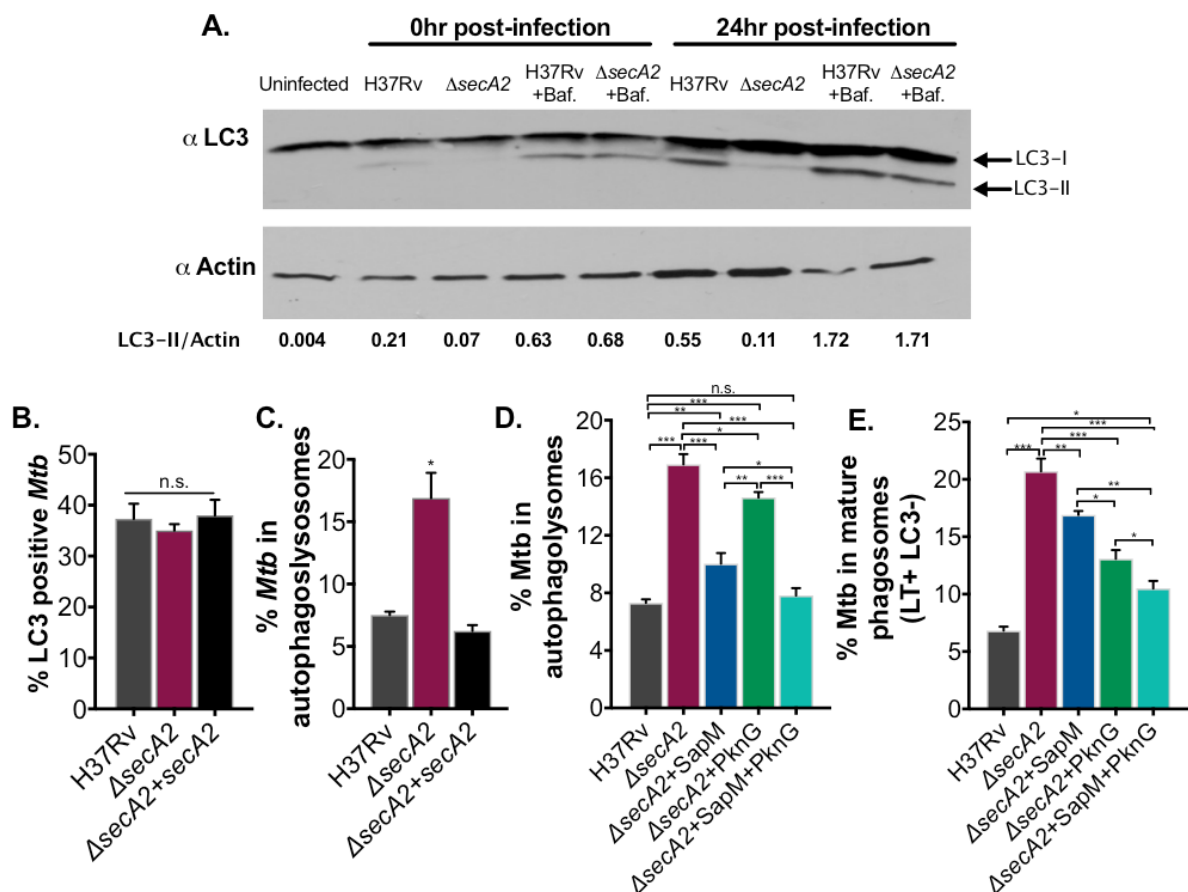 A.
0hr post-infection 24hr post-infection
Uninfected H37Rv ΔsecA2 H37Rv +Baf. ΔsecA2 +Baf. H37Rv ΔsecA2 H37Rv +Baf. ΔsecA2 +Baf.
α LC3
LC3-I
LC3-II
α Actin
LC3-II/Actin 0.004 0.21 0.07 0.63 0.68 0.55 0.11 1.72 1.71
B.
% LC3 positive Mtb
50
40
30
20
10
0
n.s.
H37Rv
ΔsecA2
ΔsecA2+secA2
C.
% Mtb in
autophagoslysomes
20
15
10
5
0
*
H37Rv
ΔsecA2
ΔsecA2+secA2
D.
% Mtb in
autophagolysomes
20
16
12
8
4
0
n.s.
***
**
***
*
*** ***
*
** ***
H37Rv
ΔsecA2
ΔsecA2+SapM
ΔsecA2+PknG
ΔsecA2+SapM+PknG
E.
% Mtb in mature
phagosomes
(LT+ LC3-)
25
20
15
10
5
0
*
***
***
*** **
**
*
*
H37Rv
ΔsecA2
ΔsecA2+SapM
ΔsecA2+PknG
ΔsecA2+SapM+PknG